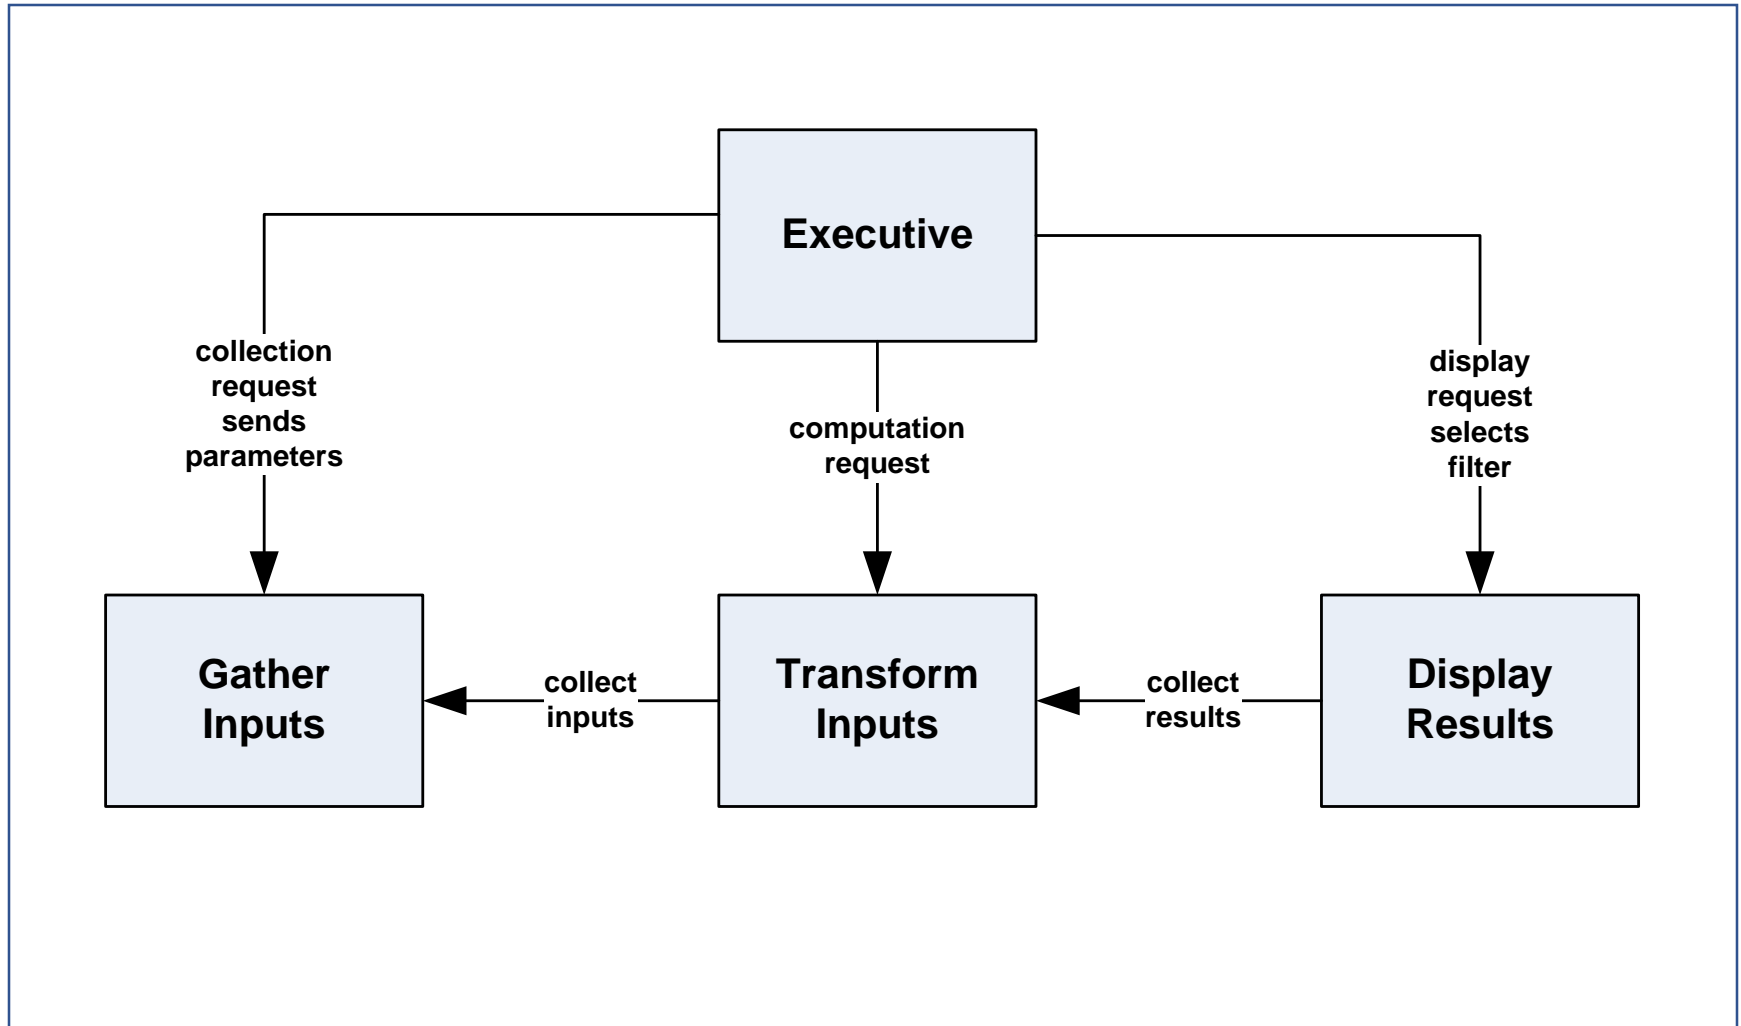 Executive
collection
request
sends
parameters
computation
request
display
request
selects
filter
Gather
Inputs
collect
inputs
Transform
Inputs
collect
results
Display
Results